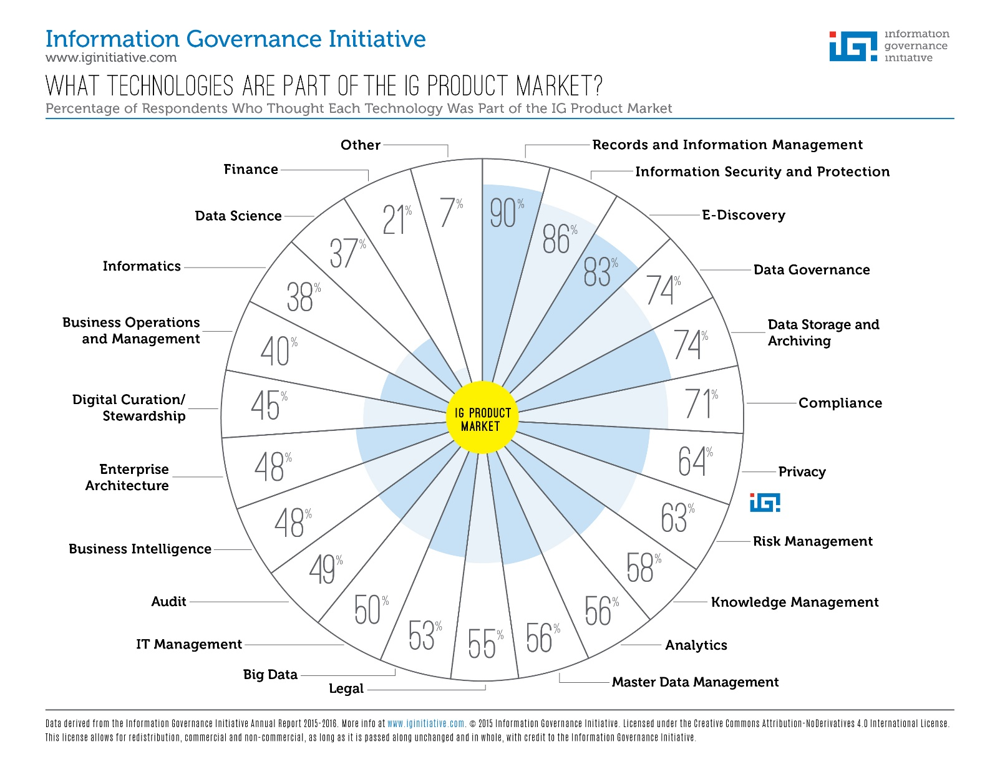 Information Governance Initiative
www.iginitiative.com
iG!
information
governance
initiative
WHAT TECHNOLOGIES ARE PART OF THE IG PRODUCT MARKET?
Percentage of Respondents Who Thought Each Technology Was Part of the IG Product Market
Records and Information Management
90%
Information Security and Protection
86%
E-Discovery
83%
Data Governance
74%
Data Storage and
Archiving
74%
Compliance
71%
Privacy
64%
iG!
Risk Management
63%
Knowledge Management
58%
Analytics
56%
Master Data Management
56%
Legal
55%
Big Data
53%
IT Management
50%
Audit
49%
Business Intelligence
48%
Enterprise
Architecture
48%
Digital Curation/
Stewardship
45%
Business Operations
and Management
40%
Informatics
38%
Data Science
37%
Finance
21%
Other
7%
IG PRODUCT
MARKET
Data derived from the Information Governance Initiative Annual Report 2015-2016. More info at www.iginitiative.com. © 2015 Information Governance Initiative. Licensed under the Creative Commons Attribution-NoDerivatives 4.0 International License.
This license allows for redistribution, commercial and non-commercial, as long as it is passed along unchanged and in whole, with credit to the Information Governance Initiative.